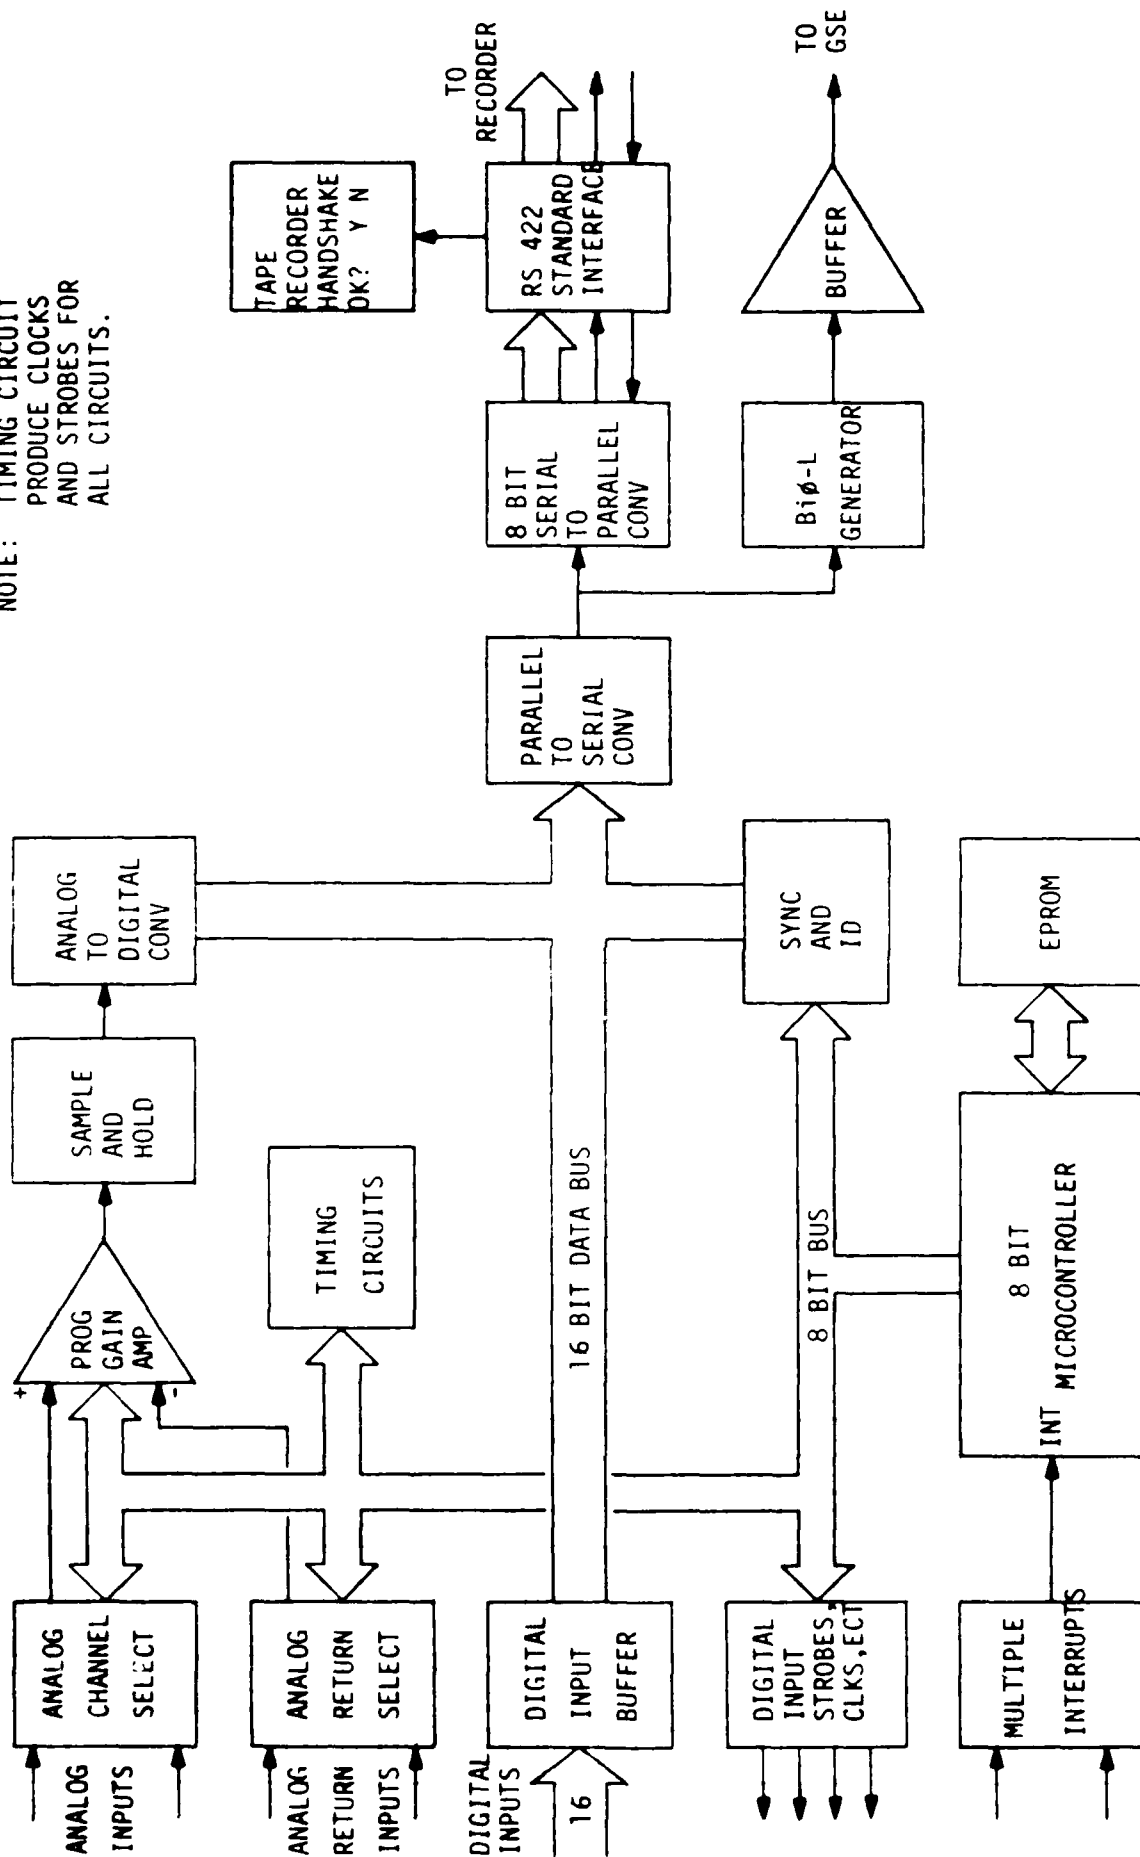 NOTE: TIMING CIRCUIT
PRODUCE CLOCKS
AND STROBES FOR
ALL CIRCUITS.
ANALOG
INPUTS
ANALOG
CHANNEL
SELECT
+
-
PROG
GAIN
AMP
SAMPLE
AND
HOLD
ANALOG
TO
DIGITAL
CONV
ANALOG
RETURN
INPUTS
ANALOG
RETURN
SELECT
TIMING
CIRCUITS
TAPE
RECORDER
HANDSHAKE
OK? Y N
DIGITAL
INPUTS
16
DIGITAL
INPUT
BUFFER
16 BIT DATA BUS
PARALLEL
TO
SERIAL
CONV
8 BIT
SERIAL
TO
PARALLEL
CONV
RS 422
STANDARD
INTERFACE
TO
RECORDER
DIGITAL
INPUT
STROBES,
CLKS,ECT
8 BIT BUS
SYNC
AND
ID
Biø-L
GENERATOR
BUFFER
TO
GSE
MULTIPLE
INTERRUPTS
INT
8 BIT
MICROCONTROLLER
EPROM